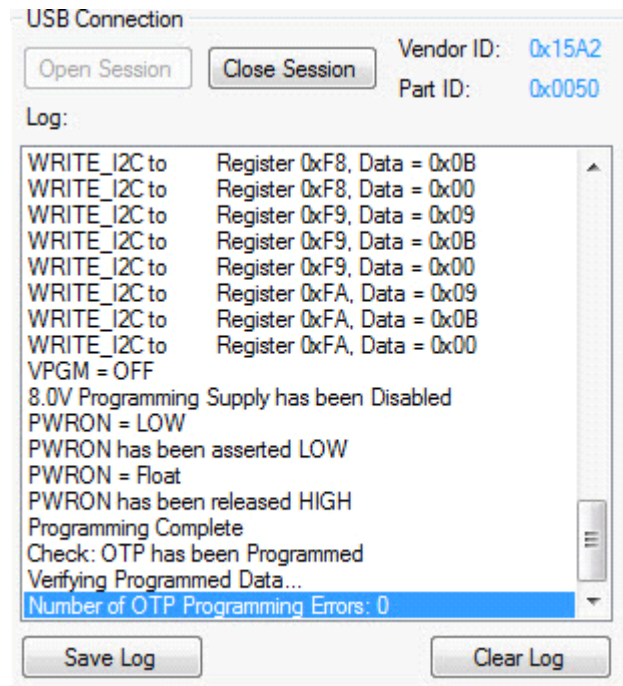 USB Connection
Open Session Close Session Vendor ID: 0x15A2
Part ID: 0x0050
Log:
WRITE_I2C to Register 0xF8, Data = 0x0B
WRITE_I2C to Register 0xF8, Data = 0x00
WRITE_I2C to Register 0xF9, Data = 0x09
WRITE_I2C to Register 0xF9, Data = 0x0B
WRITE_I2C to Register 0xF9, Data = 0x00
WRITE_I2C to Register 0xFA, Data = 0x09
WRITE_I2C to Register 0xFA, Data = 0x0B
WRITE_I2C to Register 0xFA, Data = 0x00
VPGM = OFF
8.0V Programming Supply has been Disabled
PWRON = LOW
PWRON has been asserted LOW
PWRON = Float
PWRON has been released HIGH
Programming Complete
Check: OTP has been Programmed
Verifying Programmed Data...
Number of OTP Programming Errors: 0
Save Log Clear Log